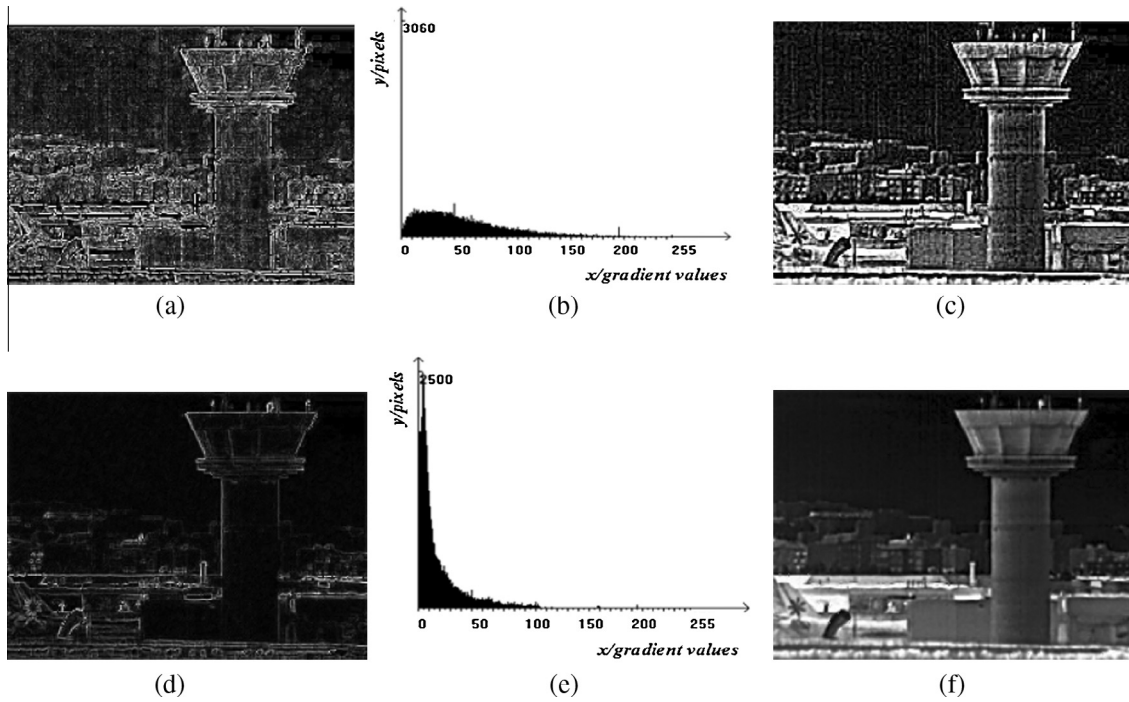 3060
y/pixels
0 50 100 150 200 255
x/gradient values
(a) (b) (c)
2500
y/pixels
0 50 100 150 200 255
x/gradient values
(d) (e) (f)